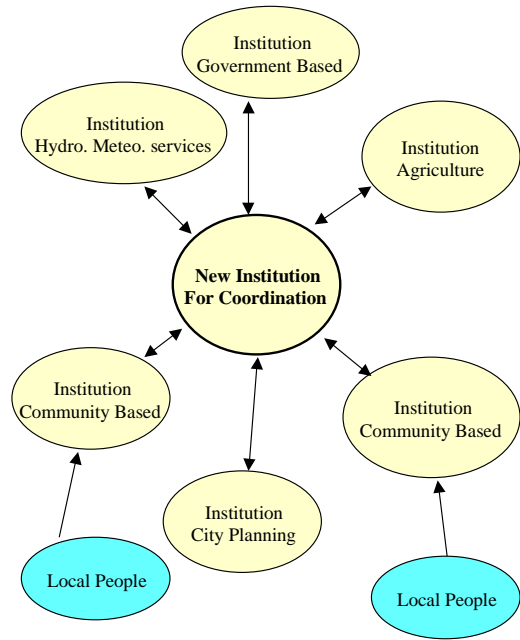 Institution
Government Based
Institution
Hydro. Meteo. services
Institution
Agriculture
New Institution
For Coordination
Institution
Community Based
Institution
Community Based
Institution
City Planning
Local People
Local People